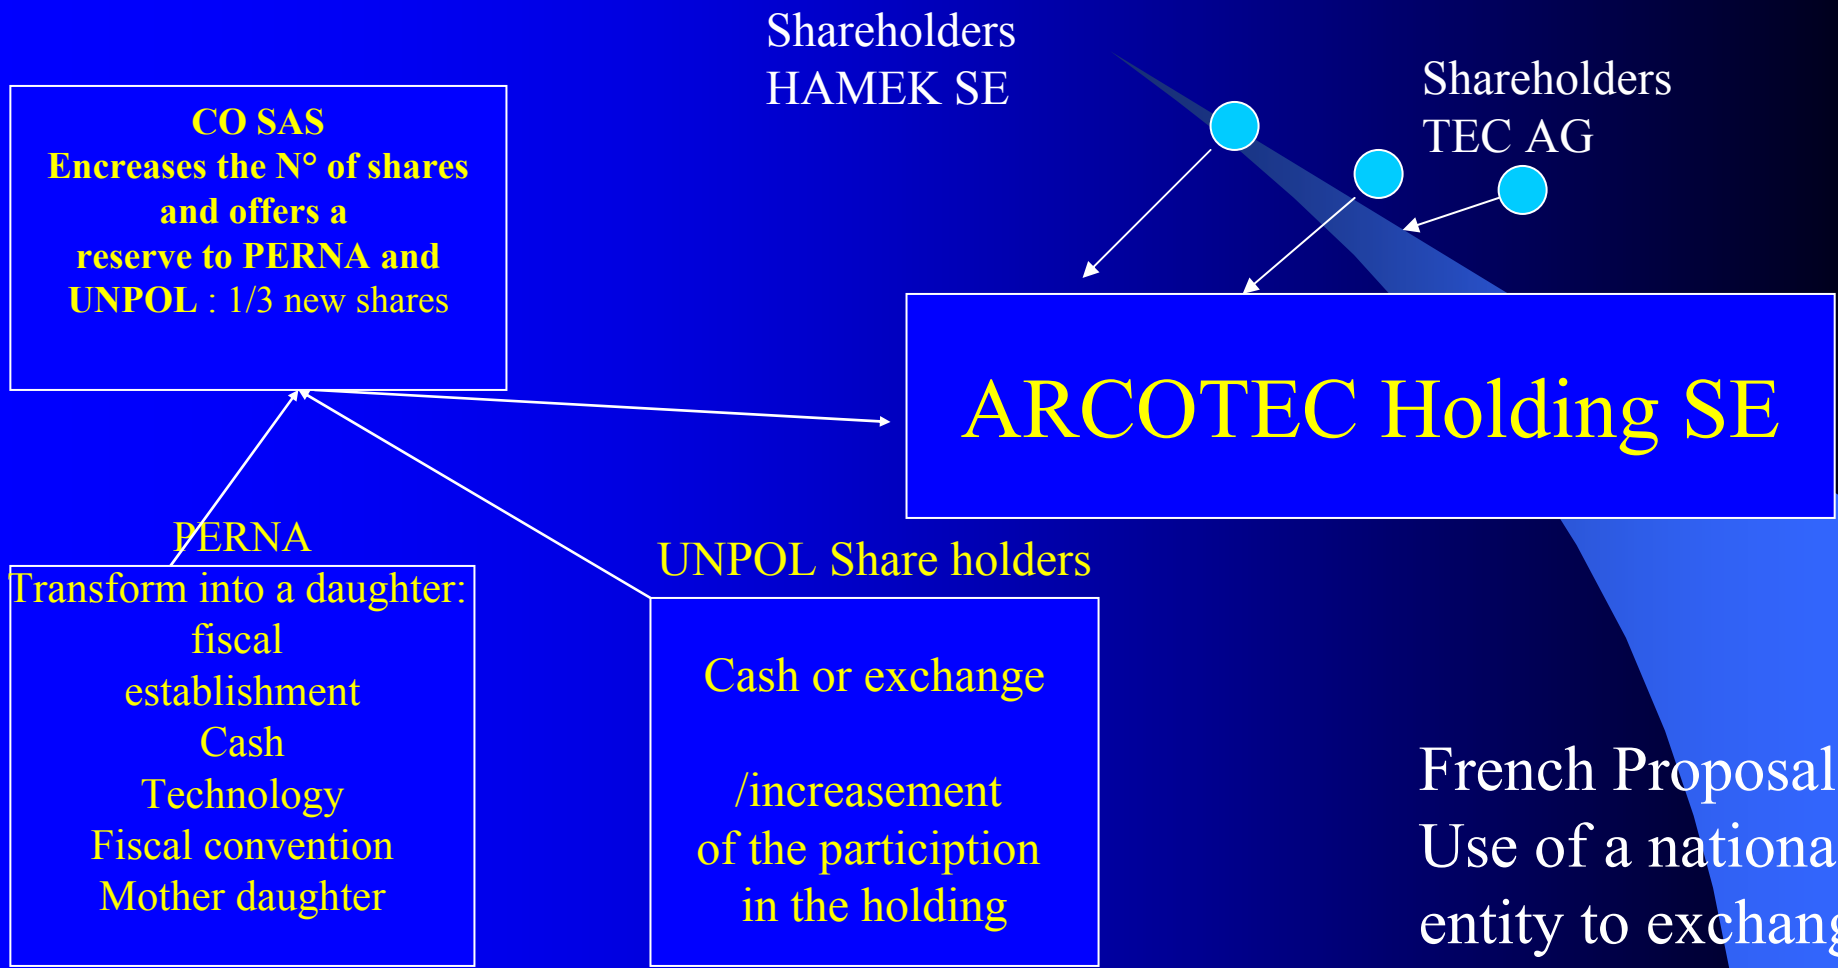 Shareholders
HAMEK SE
Shareholders
TEC AG
CO SAS
Encreases the N° of shares
and offers a
reserve to PERNA and
UNPOL : 1/3 new shares
ARCOTEC Holding SE
PERNA
Transform into a daughter:
fiscal
establishment
Cash
Technology
Fiscal convention
Mother daughter
UNPOL Share holders
Cash or exchange
/increasement
of the particiption
in the holding
French Proposal
Use of a nationa
entity to exchang